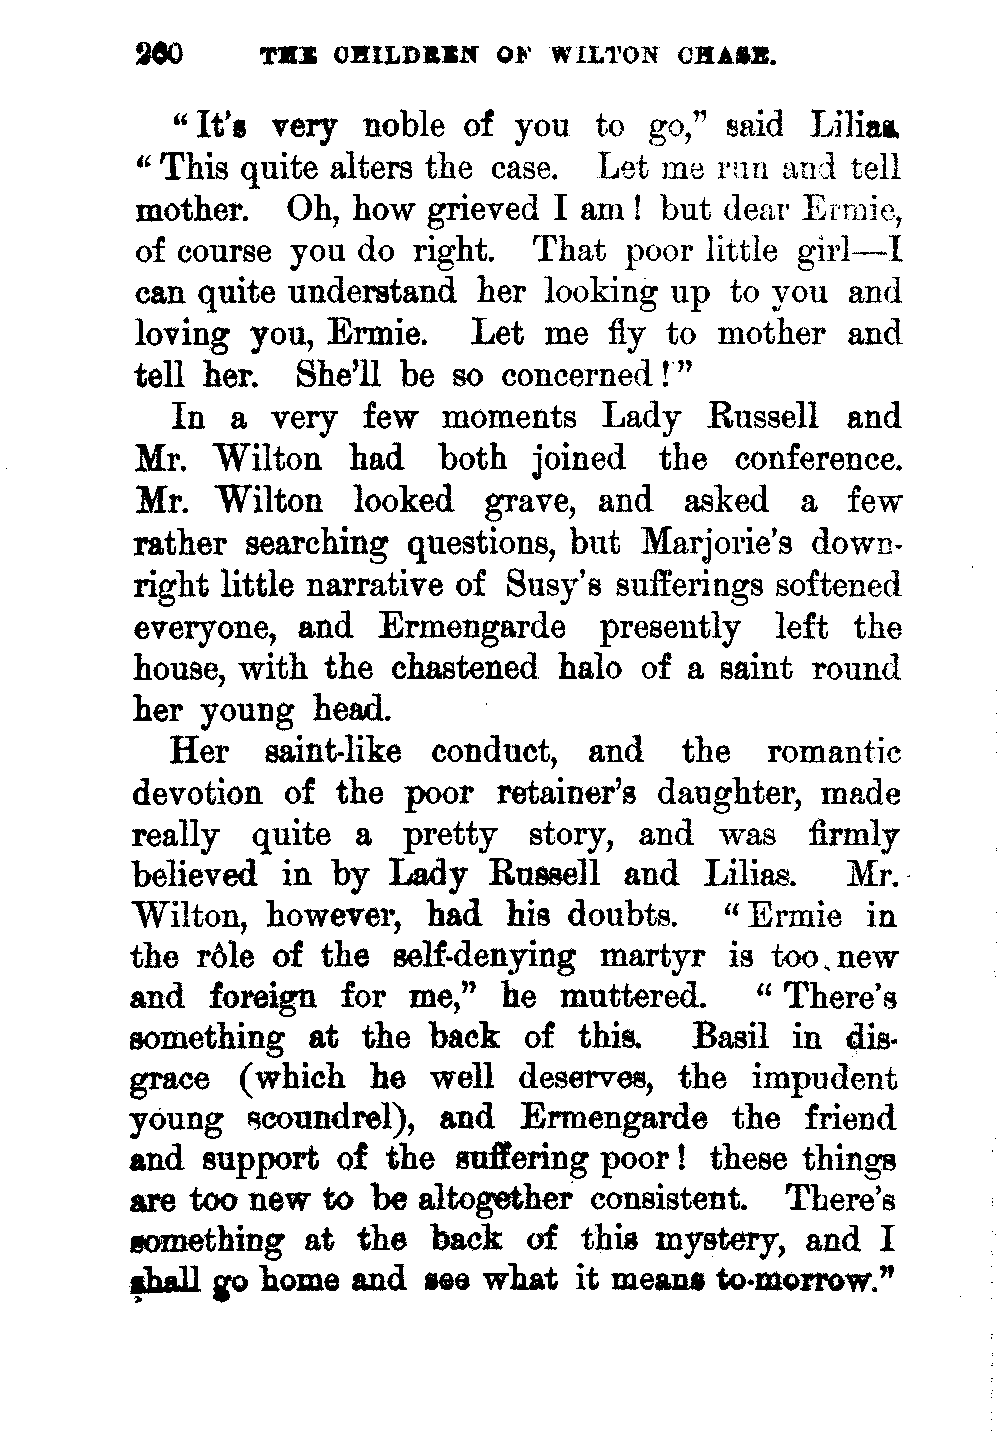 260 THE CHILDREN OF WILTON CHASE.
"It's very noble of you to go," said Lilias.
"This quite alters the case. Let me run and tell
mother. Oh, how grieved I am! but dear Ermie,
of course you do right. That poor little girl—I
can quite understand her looking up to you and
loving you, Ermie. Let me fly to mother and
tell her. She'll be so concerned!"
In a very few moments Lady Russell and
Mr. Wilton had both joined the conference.
Mr. Wilton looked grave, and asked a few
rather searching questions, but Marjorie's down-
right little narrative of Susy's sufferings softened
everyone, and Ermengarde presently left the
house, with the chastened halo of a saint round
her young head.
Her saint-like conduct, and the romantic
devotion of the poor retainer's daughter, made
really quite a pretty story, and was firmly
believed in by Lady Russell and Lilias. Mr.
Wilton, however, had his doubts. "Ermie in
the rôle of the self-denying martyr is too new
and foreign for me," he muttered. "There's
something at the back of this. Basil in dis-
grace (which he well deserves, the impudent
young scoundrel), and Ermengarde the friend
and support of the suffering poor! these things
are too new to be altogether consistent. There's
something at the back of this mystery, and I
shall go home and see what it means to-morrow."